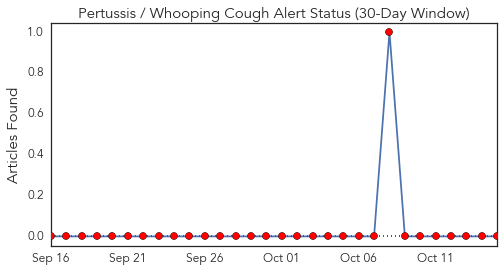 Pertussis / Whooping Cough Alert Status (30-Day Window)
Articles Found
1.0
0.8
0.6
0.4
0.2
0.0
Sep 16 Sep 21 Sep 26 Oct 01 Oct 06 Oct 11